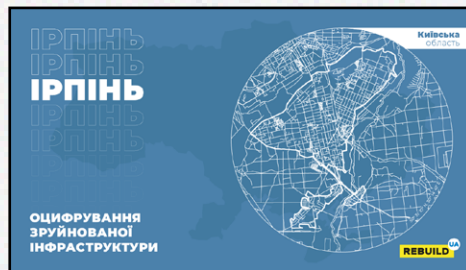 ІРПІНЬ
ІРПІНЬ
ІРПІНЬ
ІРПІНЬ
ІРПІНЬ
Київська
область
ОЦИФРУВАННЯ
ЗРУЙНОВАНОЇ
ІНФРАСТРУКТУРИ
REBUILD UA